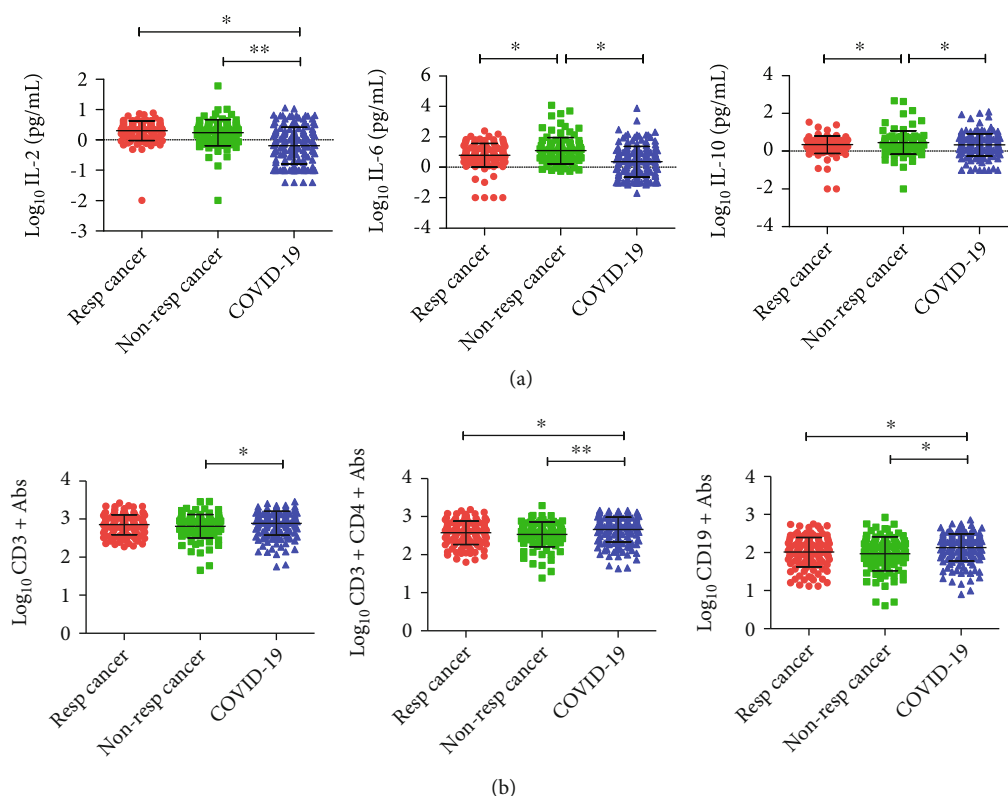 *
**
Log10 IL-2 (pg/mL)
3
2
1
0
-1
-2
-3
Resp cancer
Non-resp cancer
COVID-19
*
*
Log10 IL-6 (pg/mL)
6
4
2
0
-2
-4
Resp cancer
Non-resp cancer
COVID-19
*
*
Log10 IL-10 (pg/mL)
4
2
0
-2
-4
Resp cancer
Non-resp cancer
COVID-19
(a)
*
Log10 CD3 + Abs
4
3
2
1
0
Resp cancer
Non-resp cancer
COVID-19
*
**
Log10 CD3 + CD4 + Abs
4
3
2
1
0
Resp cancer
Non-resp cancer
COVID-19
*
*
Log10 CD19 + Abs
4
3
2
1
0
Resp cancer
Non-resp cancer
COVID-19
(b)